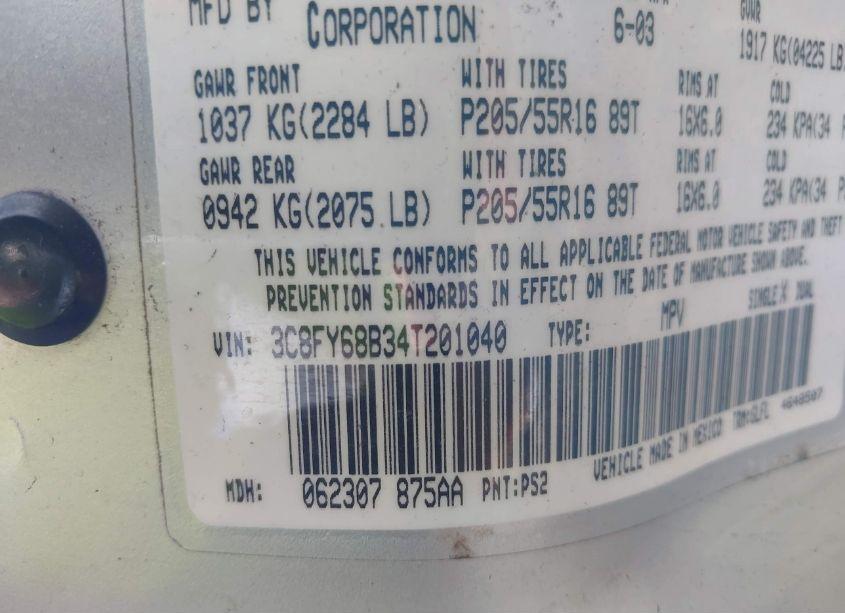 MFD BY CORPORATION 6-03 GVWR
1917 KG(04225 LB)
GAWR FRONT WITH TIRES RIMS AT COLD
1037 KG(2284 LB) P205/55R16 89T 16X6.0 234 KPA(34
GAWR REAR WITH TIRES RIMS AT COLD
0942 KG(2075 LB) P205/55R16 89T 16X6.0 234 KPA(34
THIS VEHICLE CONFORMS TO ALL APPLICABLE FEDERAL MOTOR VEHICLE SAFETY AND THEFT
PREVENTION STANDARDS IN EFFECT ON THE DATE OF MANUFACTURE SHOWN ABOVE.
VIN: 3C8FY68B34T201040 TYPE: MPV SINGLE X DUAL
MDH: 062307 875AA PNT:PS2 VEHICLE MADE IN MEXICO TRM:GLFL 4648507